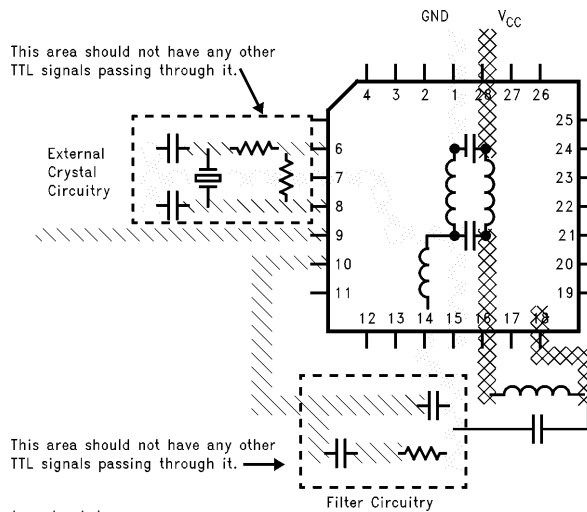 GND V_CC
This area should not have any other
TTL signals passing through it.
4 3 2 1 28 27 26
5
25
External
Crystal
Circuitry
6
24
7
23
8
22
9
21
10
20
11
19
12 13 14 15 16 17 18
This area should not have any other
TTL signals passing through it.
Filter Circuitry